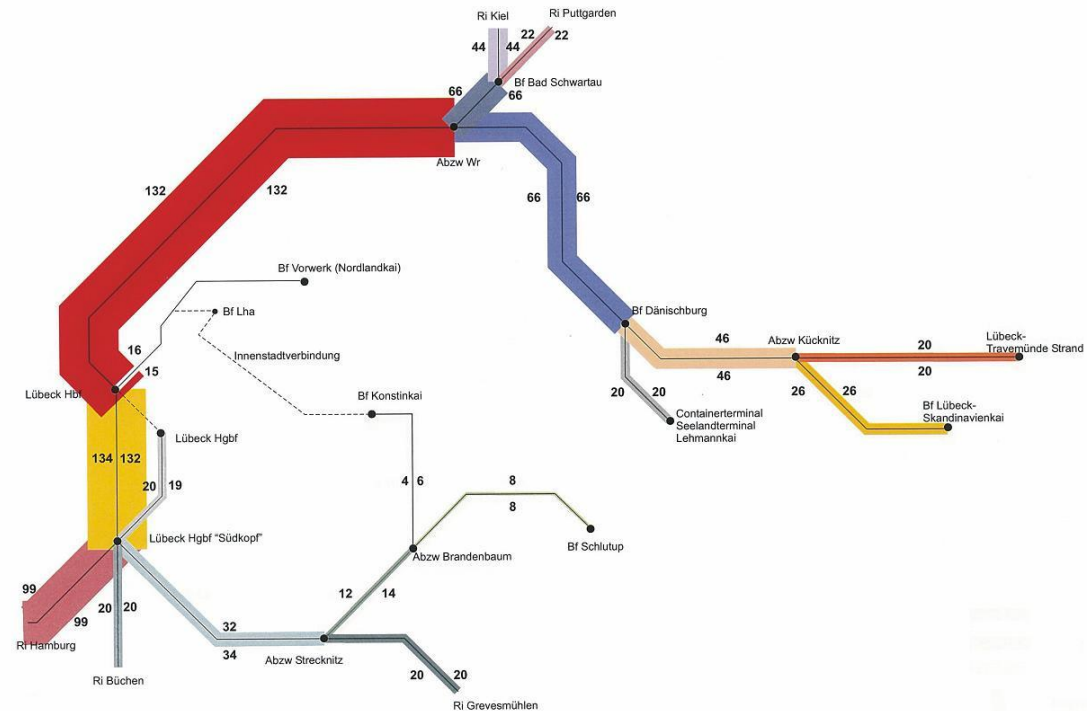 Ri Kiel
Ri Puttgarden
44
44
22
22
Bf Bad Schwartau
66
66
Abzw Wr
132
132
66
66
Bf Vorwerk (Nordlandkai)
Bf Lha
Innenstadtverbindung
16
15
Bf Dänischburg
46
46
Abzw Kücknitz
20
20
Lübeck-
Travemünde Strand
Lübeck Hbf
Bf Konstinkai
20
20
26
26
Containerterminal
Seelandterminal
Lehmannkai
Bf Lübeck-
Skandinavienkai
Lübeck Hgbf
134
132
20
19
4
6
8
8
Lübeck Hgbf "Südkopf"
Abzw Brandenbaum
Bf Schlutup
99
99
20
20
12
14
32
34
Ri Hamburg
Abzw Strecknitz
Ri Büchen
20
20
Ri Grevesmühlen